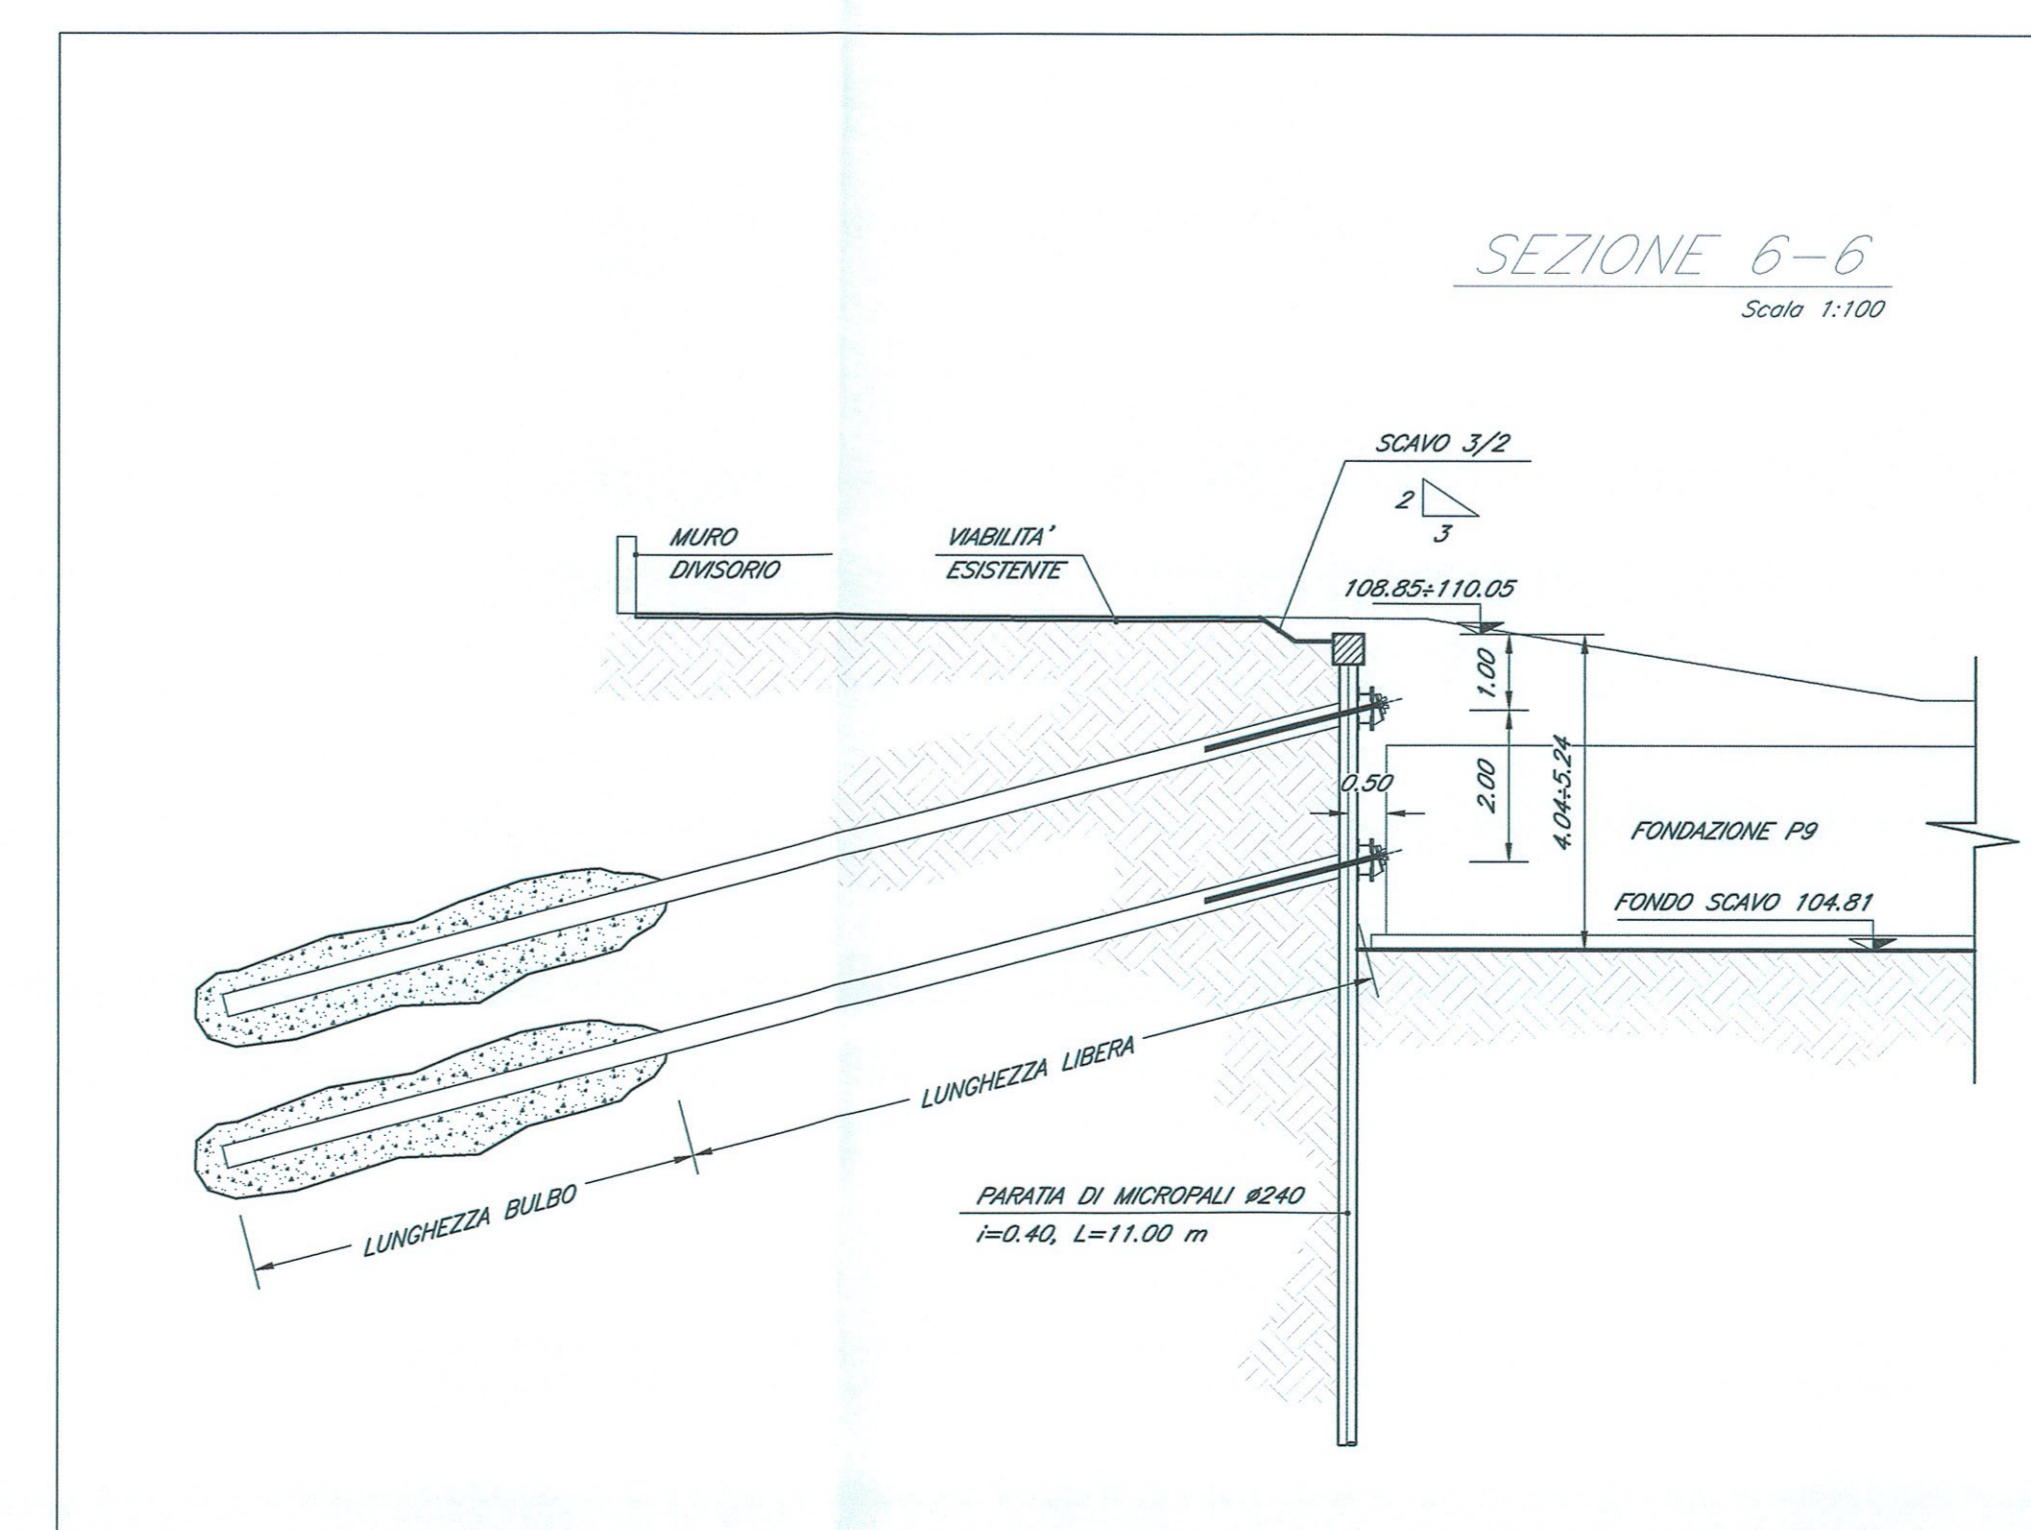 SEZIONE 6-6
Scala 1:100
SCAVO 3/2
2
3
MURO
DIVISORIO
VIABILITA'
ESISTENTE
108.85÷110.05
1.00
2.00
0.50
4.04÷5.24
FONDAZIONE P9
FONDO SCAVO 104.81
LUNGHEZZA LIBERA
LUNGHEZZA BULBO
PARATIA DI MICROPALI ø240
i=0.40, L=11.00 m